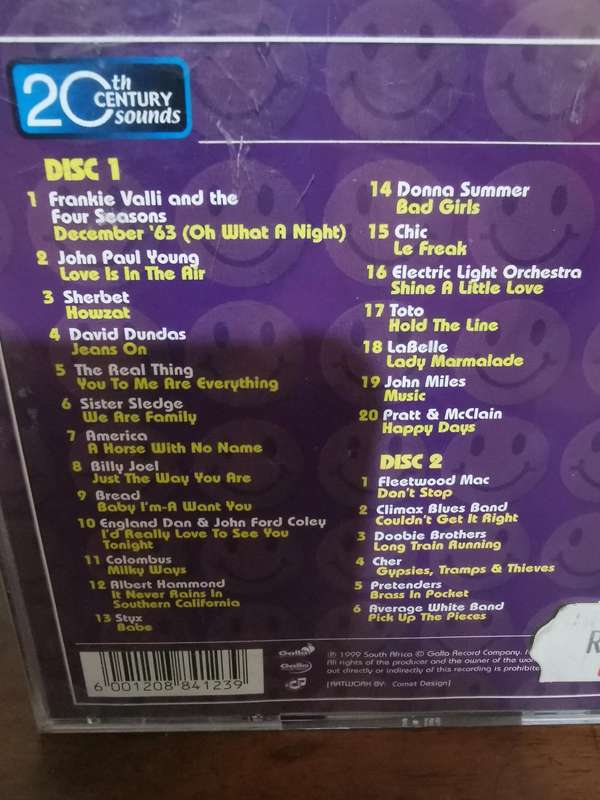 20th
CENTURY
sounds
DISC 1
1 Frankie Valli and the
Four Seasons
December '63 (Oh What A Night)
2 John Paul Young
Love Is In The Air
3 Sherbet
Howzat
4 David Dundas
Jeans On
5 The Real Thing
You To Me Are Everything
6 Sister Sledge
We Are Family
7 America
A Horse With No Name
8 Billy Joel
Just The Way You Are
9 Bread
Baby I'm-A Want You
10 England Dan & John Ford Coley
I'd Really Love To See You
Tonight
11 Colombus
Milky Ways
12 Albert Hammond
It Never Rains In
Southern California
13 Styx
Babe
14 Donna Summer
Bad Girls
15 Chic
Le Freak
16 Electric Light Orchestra
Shine A Little Love
17 Toto
Hold The Line
18 LaBelle
Lady Marmalade
19 John Miles
Music
20 Pratt & McClain
Happy Days
DISC 2
1 Fleetwood Mac
Don't Stop
2 Climax Blues Band
Couldn't Get It Right
3 Doobie Brothers
Long Train Running
4 Cher
Gypsies, Tramps & Thieves
5 Pretenders
Brass In Pocket
6 Average White Band
Pick Up The Pieces
R
6 001208 841239
Gallo
Gallo
℗ 1999 South Africa © Gallo Record Company.
All rights of the producer and the owner of the
out directly or indirectly of this recording is
[ARTWORK BY: Comet Design]